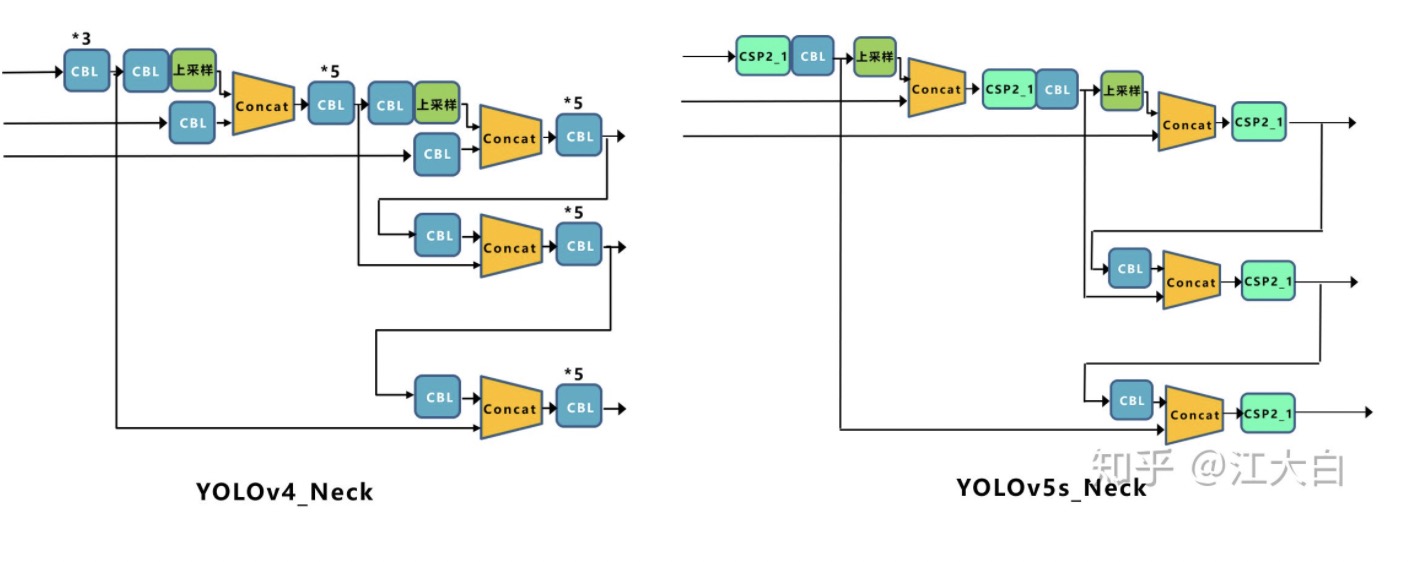 *3
CBL
CBL
上采样
CBL
Concat
*5
CBL
CBL
上采样
CBL
Concat
*5
CBL
CBL
Concat
*5
CBL
CBL
Concat
*5
CBL
YOLOv4_Neck
CSP2_1
CBL
上采样
Concat
CSP2_1
CBL
上采样
Concat
CSP2_1
CBL
Concat
CSP2_1
CBL
Concat
CSP2_1
知乎 @江大白
YOLOv5s_Neck